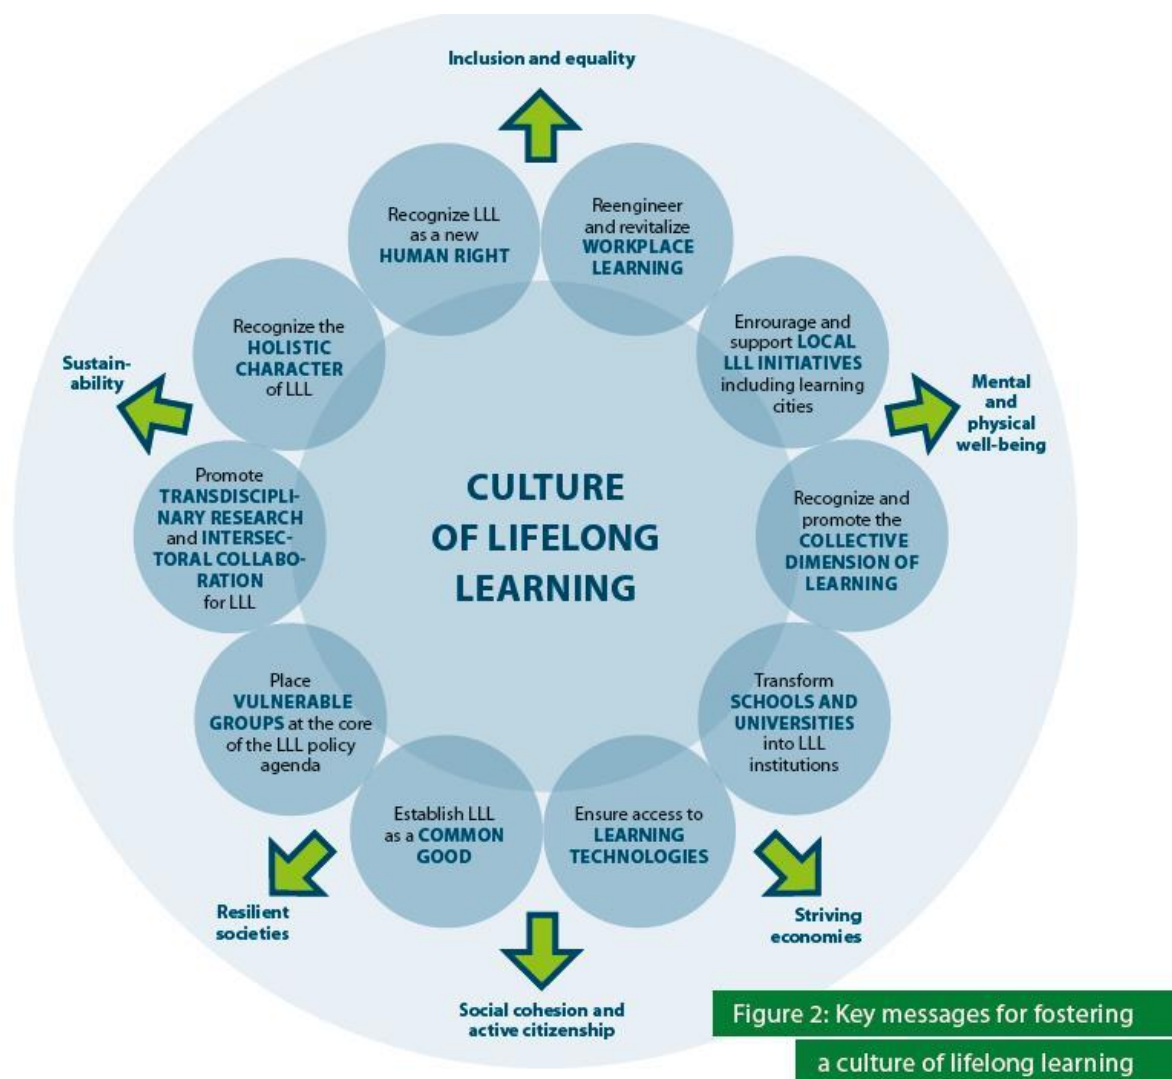 Inclusion and equality
Recognize LLL
as a new
HUMAN RIGHT
Reengineer
and revitalize
WORKPLACE
LEARNING
Enrourage and
support LOCAL
LLL INITIATIVES
including learning
cities
Mental
and
physical
well-being
Recognize and
promote the
COLLECTIVE
DIMENSION OF
LEARNING
Transform
SCHOOLS AND
UNIVERSITIES
into LLL
institutions
Striving
economies
Ensure access to
LEARNING
TECHNOLOGIES
Social cohesion and
active citizenship
Establish LLL
as a COMMON
GOOD
Resilient
societies
Place
VULNERABLE
GROUPS at the core
of the LLL policy
agenda
Promote
TRANSDISCIPLI-
NARY RESEARCH
and INTERSEC-
TORAL COLLABO-
RATION
for LLL
Sustain-
ability
Recognize the
HOLISTIC
CHARACTER
of LLL
CULTURE
OF LIFELONG
LEARNING
Figure 2: Key messages for fostering
a culture of lifelong learning